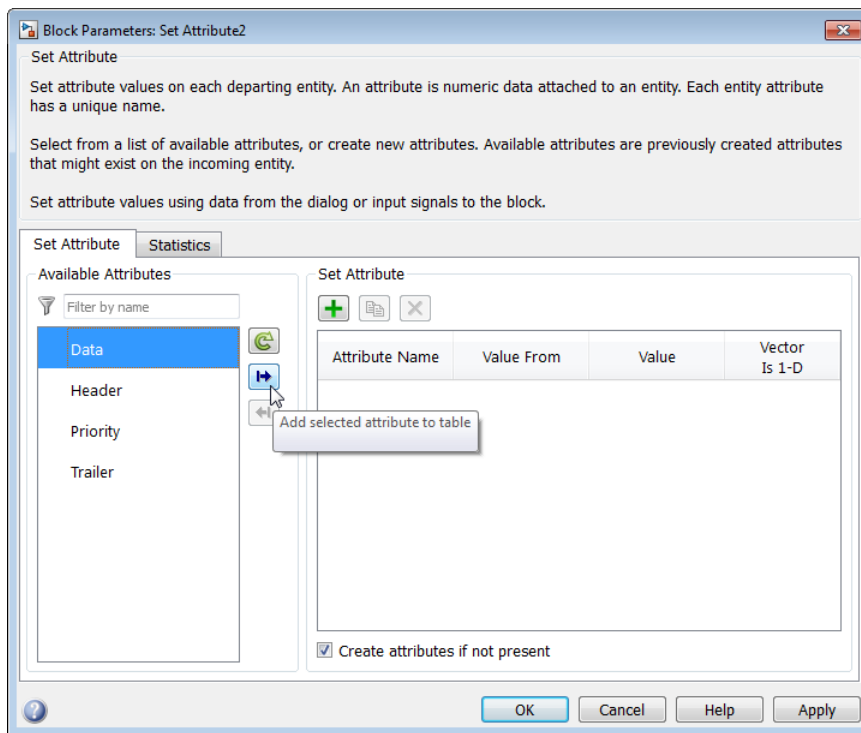 Block Parameters: Set Attribute2
Set Attribute
Set attribute values on each departing entity. An attribute is numeric data attached to an entity. Each entity attribute
has a unique name.
Select from a list of available attributes, or create new attributes. Available attributes are previously created attributes
that might exist on the incoming entity.
Set attribute values using data from the dialog or input signals to the block.
Set Attribute
Statistics
Available Attributes
Filter by name
Data
Header
Priority
Trailer
Add selected attribute to table
Set Attribute
Attribute Name
Value From
Value
Vector
Is 1-D
Create attributes if not present
OK
Cancel
Help
Apply